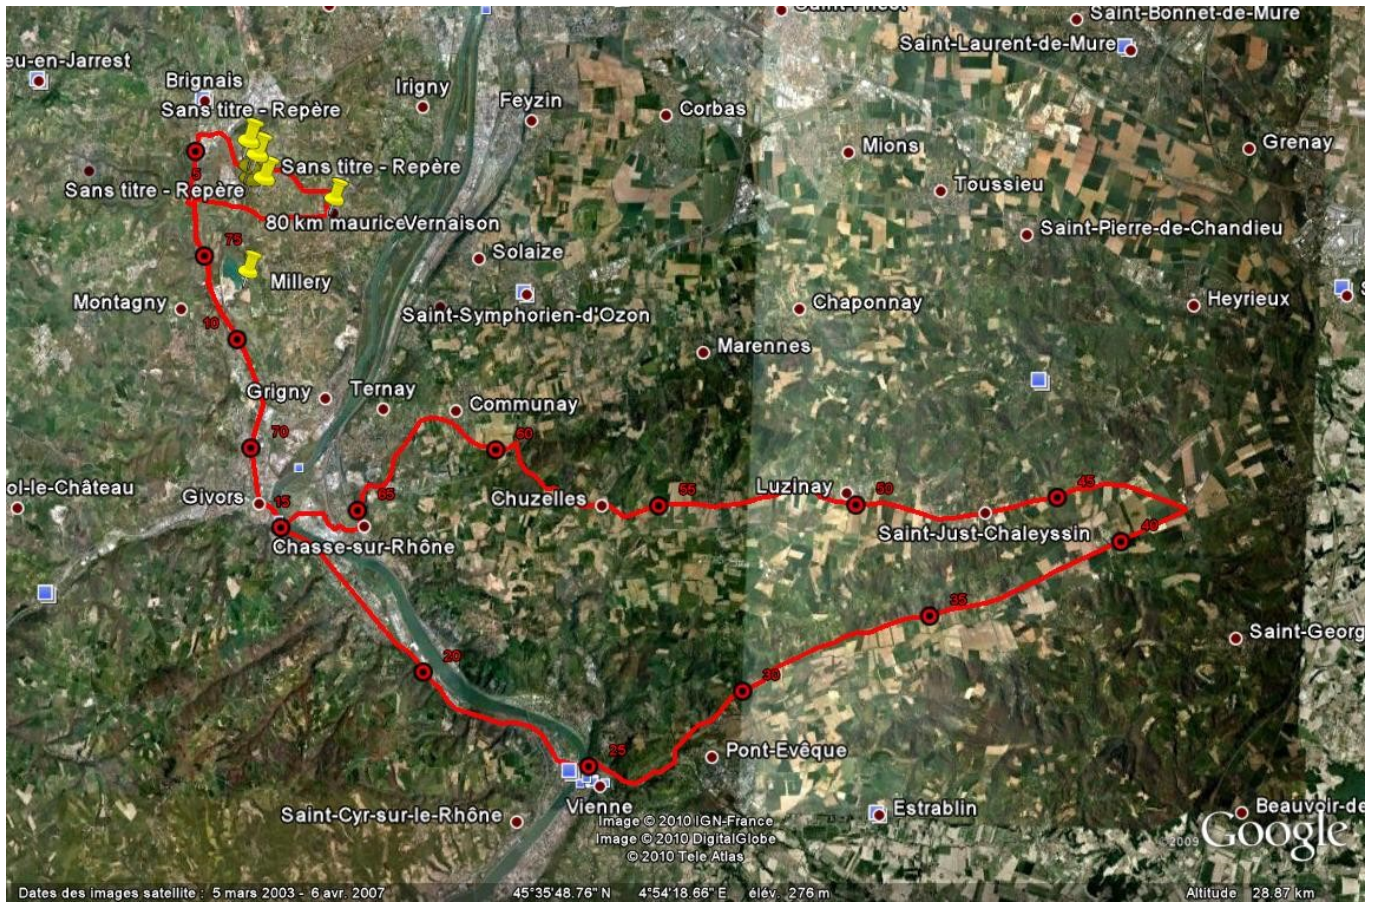 Saint-Priest
Saint-Bonnet-de-Mure
Saint-Laurent-de-Mure
eu-en-Jarrest
Brignais
Irigny
Feyzin
Corbas
Sans titre - Repère
Grenay
Mions
Sans titre - Repère
5
Toussieu
Sans titre - Repère
80 km maurice
Vernaison
Saint-Pierre-de-Chandieu
75
Solaize
Millery
Montagny
Chaponnay
Heyrieux
S
Saint-Symphorien-d'Ozon
10
Marennes
Grigny
Ternay
Communay
70
60
ol-le-Château
Givors
15
65
Chuzelles
55
Luzinay
50
45
40
Saint-Just-Chaleyssin
Chasse-sur-Rhône
35
Saint-Georg
20
30
25
Pont-Evêque
Vienne
Saint-Cyr-sur-le-Rhône
Estrablin
Beauvoir-de
Image © 2010 IGN-France
Image © 2010 DigitalGlobe
© 2010 Tele Atlas
©2009 Google
Dates des images satellite : 5 mars 2003 - 6 avr. 2007 45°35'48.76" N 4°54'18.66" E élév. 276 m Altitude 28.87 km